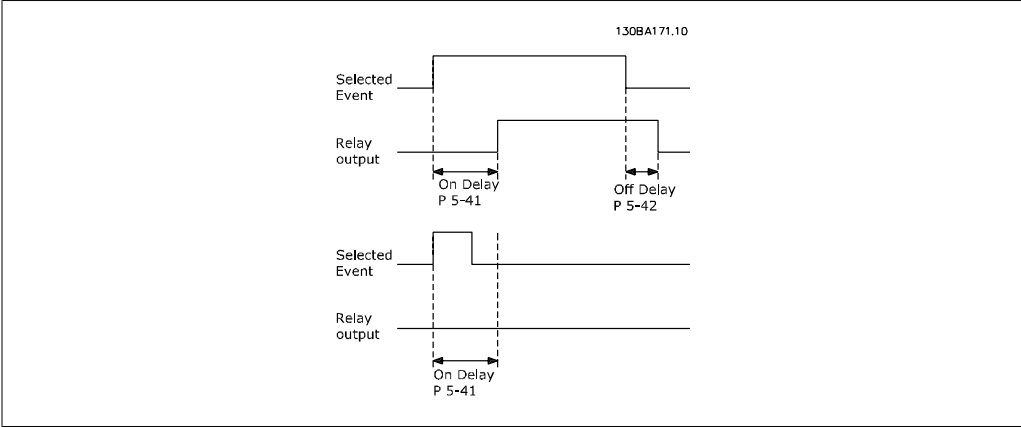 130BA171.10
Selected
Event
Relay
output
On Delay
P 5-41
Off Delay
P 5-42
Selected
Event
Relay
output
On Delay
P 5-41